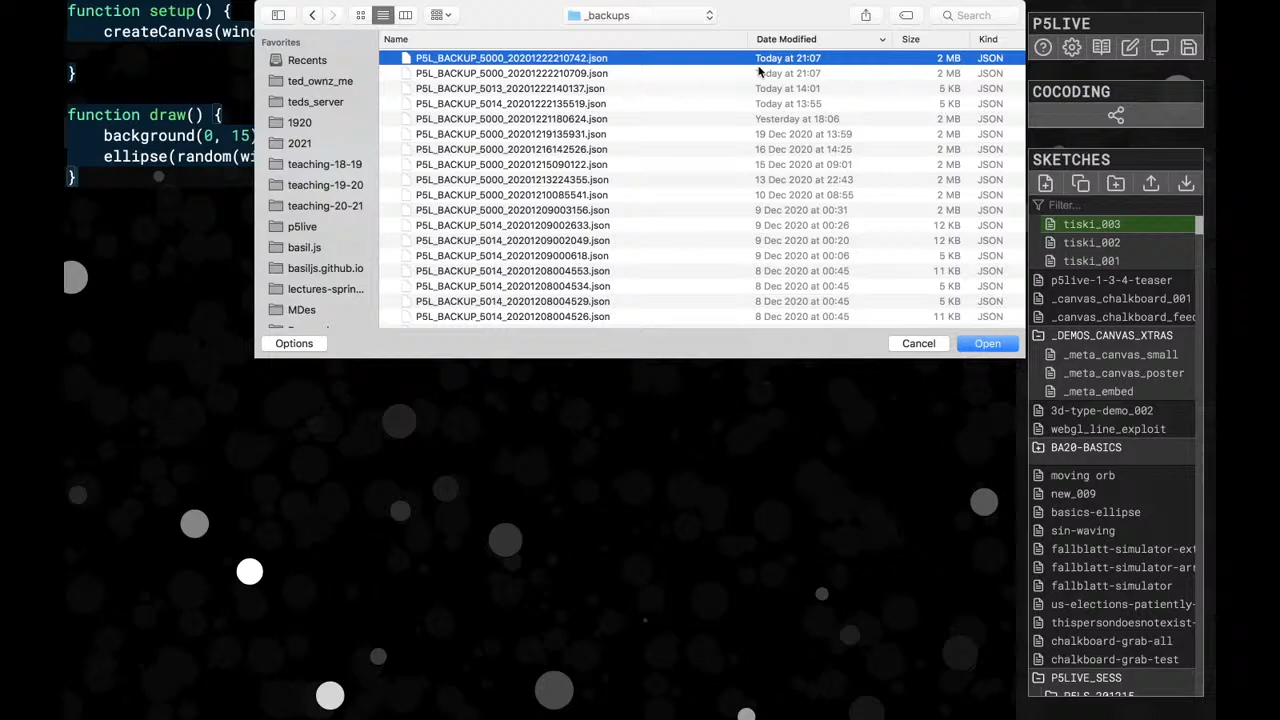 function setup() {
createCanvas(wind
}
function draw() {
background(0, 15)
ellipse(random(wi
}
_backups
Search
Favorites
Recents
ted_ownz_me
teds_server
1920
2021
teaching-18-19
teaching-19-20
teaching-20-21
p5live
basil.js
basiljs.github.io
lectures-sprin...
MDes
Name Date Modified Size Kind
P5L_BACKUP_5000_20201222210742.json Today at 21:07 2 MB JSON
P5L_BACKUP_5000_20201222210709.json Today at 21:07 2 MB JSON
P5L_BACKUP_5013_20201222140137.json Today at 14:01 5 KB JSON
P5L_BACKUP_5014_20201222135519.json Today at 13:55 5 KB JSON
P5L_BACKUP_5000_20201221180624.json Yesterday at 18:06 2 MB JSON
P5L_BACKUP_5000_20201219135931.json 19 Dec 2020 at 13:59 2 MB JSON
P5L_BACKUP_5000_20201216142526.json 16 Dec 2020 at 14:25 2 MB JSON
P5L_BACKUP_5000_20201215090122.json 15 Dec 2020 at 09:01 2 MB JSON
P5L_BACKUP_5000_20201213224355.json 13 Dec 2020 at 22:43 2 MB JSON
P5L_BACKUP_5000_20201210085541.json 10 Dec 2020 at 08:55 2 MB JSON
P5L_BACKUP_5000_20201209003156.json 9 Dec 2020 at 00:31 2 MB JSON
P5L_BACKUP_5014_20201209002633.json 9 Dec 2020 at 00:26 12 KB JSON
P5L_BACKUP_5014_20201209002049.json 9 Dec 2020 at 00:20 12 KB JSON
P5L_BACKUP_5014_20201209000618.json 9 Dec 2020 at 00:06 5 KB JSON
P5L_BACKUP_5014_20201208004553.json 8 Dec 2020 at 00:45 11 KB JSON
P5L_BACKUP_5014_20201208004534.json 8 Dec 2020 at 00:45 5 KB JSON
P5L_BACKUP_5014_20201208004529.json 8 Dec 2020 at 00:45 5 KB JSON
P5L_BACKUP_5014_20201208004526.json 8 Dec 2020 at 00:45 11 KB JSON
Options Cancel Open
P5LIVE
COCODING
SKETCHES
Filter...
tiski_003
tiski_002
tiski_001
p5live-1-3-4-teaser
_canvas_chalkboard_001
_canvas_chalkboard_feed
_DEMOS_CANVAS_XTRAS
_meta_canvas_small
_meta_canvas_poster
_meta_embed
3d-type-demo_002
webgl_line_exploit
BA20-BASICS
moving orb
new_009
basics-ellipse
sin-waving
fallblatt-simulator-ext
fallblatt-simulator-arr
fallblatt-simulator
us-elections-patiently-
thispersondoesnotexist-
chalkboard-grab-all
chalkboard-grab-test
P5LIVE_SESS
P5LS_201215